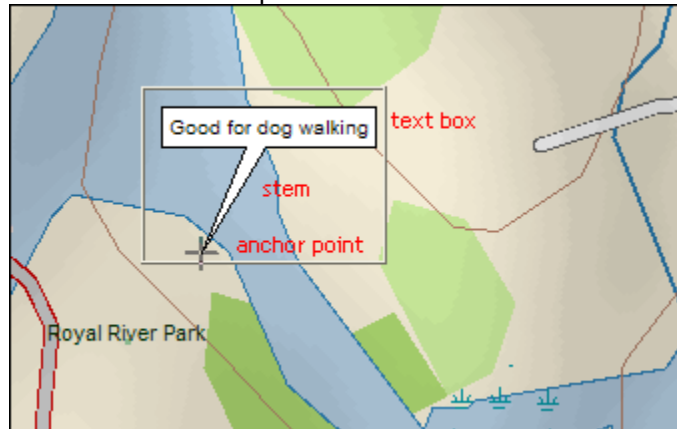 text box
Good for dog walking
stem
anchor point
Royal River Park